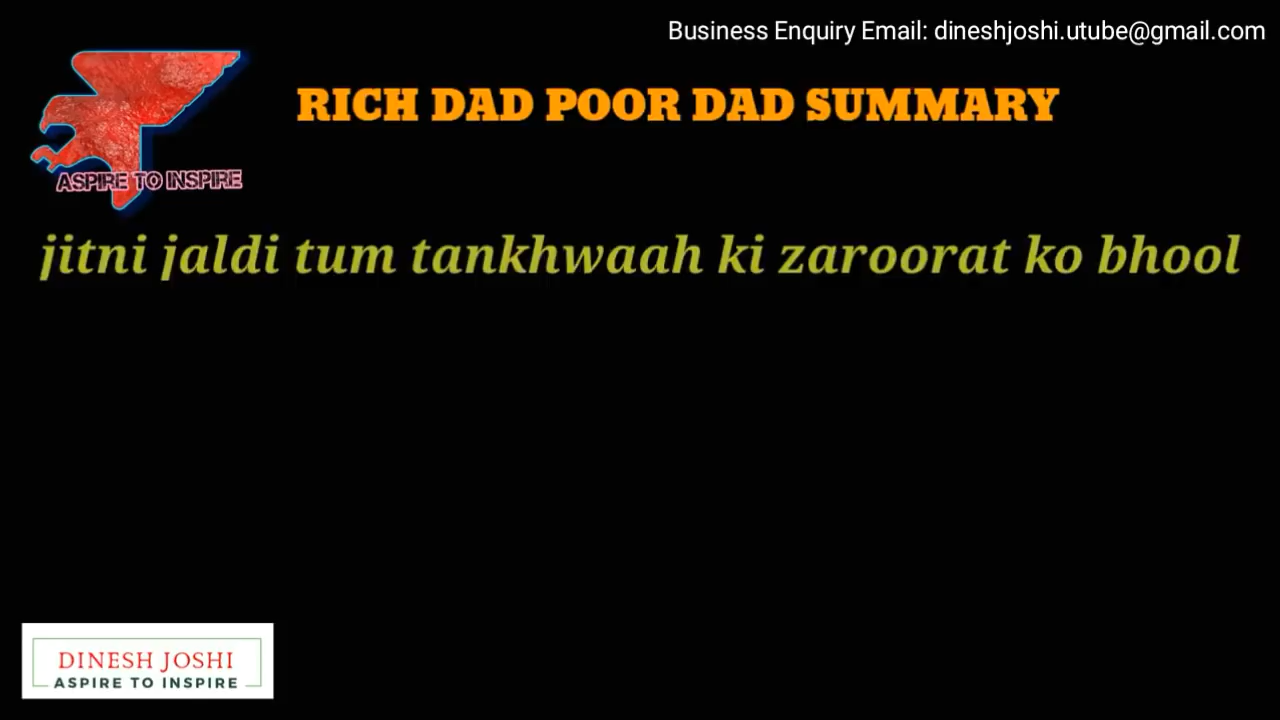 Business Enquiry Email: dineshjoshi.utube@gmail.com
RICH DAD POOR DAD SUMMARY
ASPIRE TO INSPIRE
jitni jaldi tum tankhwaah ki zaroorat ko bhool
DINESH JOSHI
ASPIRE TO INSPIRE